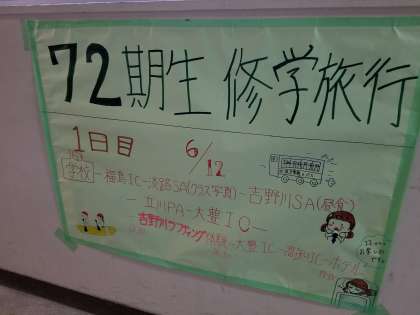 72期生 修学旅行
1日目 6/12
学校-福島IC-淡路SA(クラス写真)-吉野川SA(昼食)
-立川PA-大豊IC-
吉野川ラフティング体験-大豊IC-高知IC-ホテル